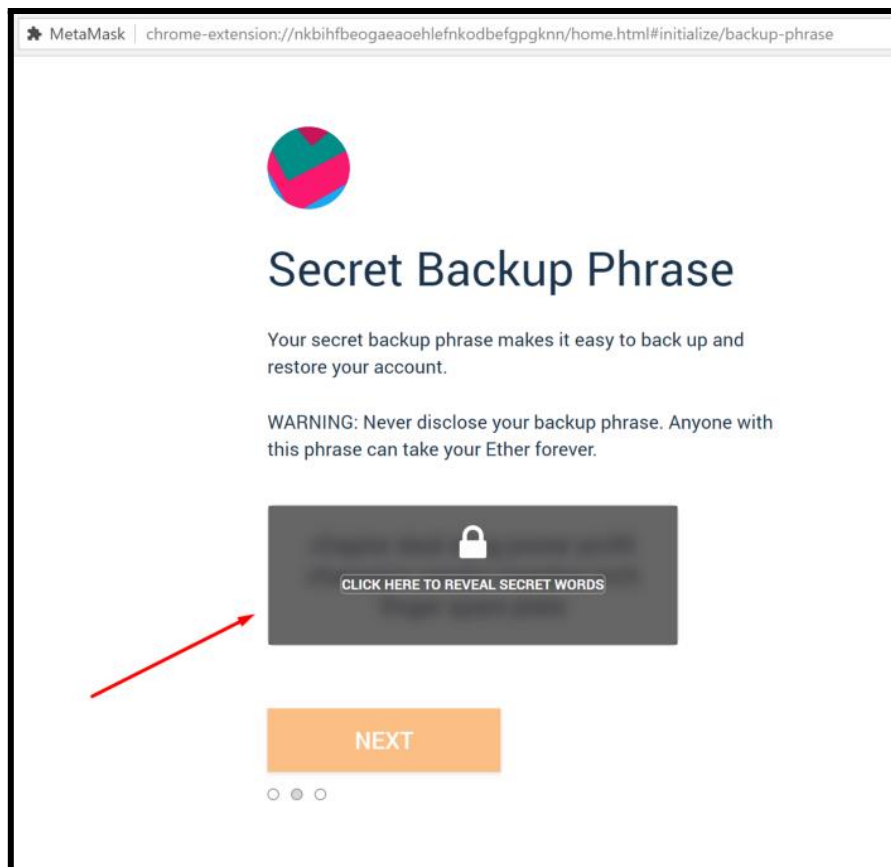 MetaMask chrome-extension://nkbihfbeogaeaoehlefnkodbefgpgknn/home.html#initialize/backup-phrase
Secret Backup Phrase
Your secret backup phrase makes it easy to back up and
restore your account.
WARNING: Never disclose your backup phrase. Anyone with
this phrase can take your Ether forever.
CLICK HERE TO REVEAL SECRET WORDS
NEXT